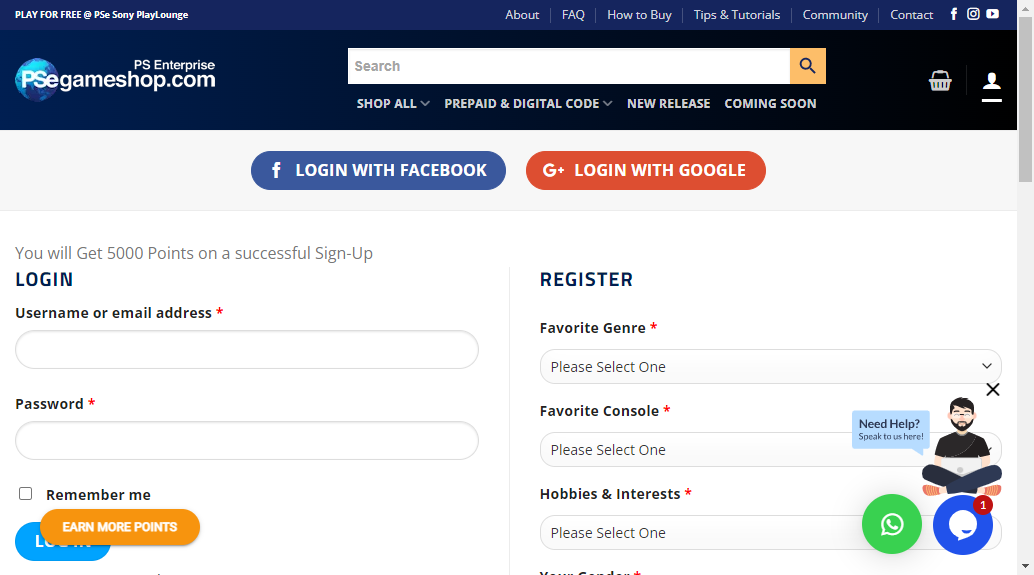 PLAY FOR FREE @ PSe Sony PlayLounge
About FAQ How to Buy Tips & Tutorials Community Contact
PS Enterprise
PSegameshop.com
Search
SHOP ALL PREPAID & DIGITAL CODE NEW RELEASE COMING SOON
LOGIN WITH FACEBOOK
G+ LOGIN WITH GOOGLE
You will Get 5000 Points on a successful Sign-Up
LOGIN
Username or email address *
Password *
Remember me
EARN MORE POINTS
REGISTER
Favorite Genre *
Please Select One
Favorite Console *
Please Select One
Need Help?
Speak to us here!
Hobbies & Interests *
Please Select One
1
Your Gender *